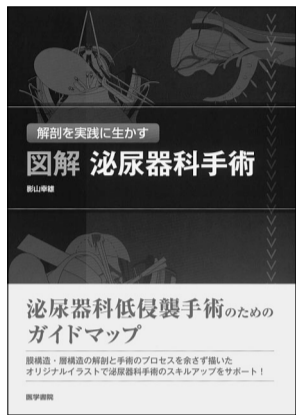 解剖を実践に生かす
図解 泌尿器科手術
影山幸雄
泌尿器科低侵襲手術のための
ガイドマップ
膜構造・層構造の解剖と手術のプロセスを余さず描いた
オリジナルイラストで泌尿器科手術のスキルアップをサポート！
医学書院